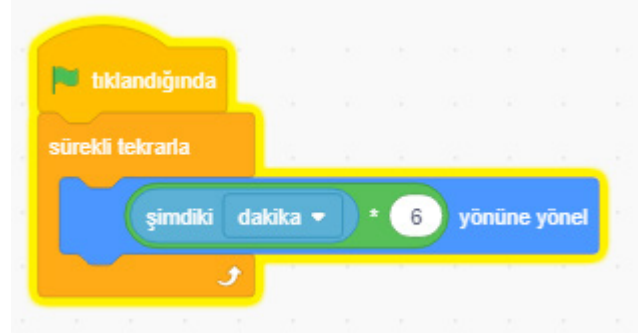 tıklandığında
sürekli tekrarla
şimdiki dakika * 6 yönüne yönel